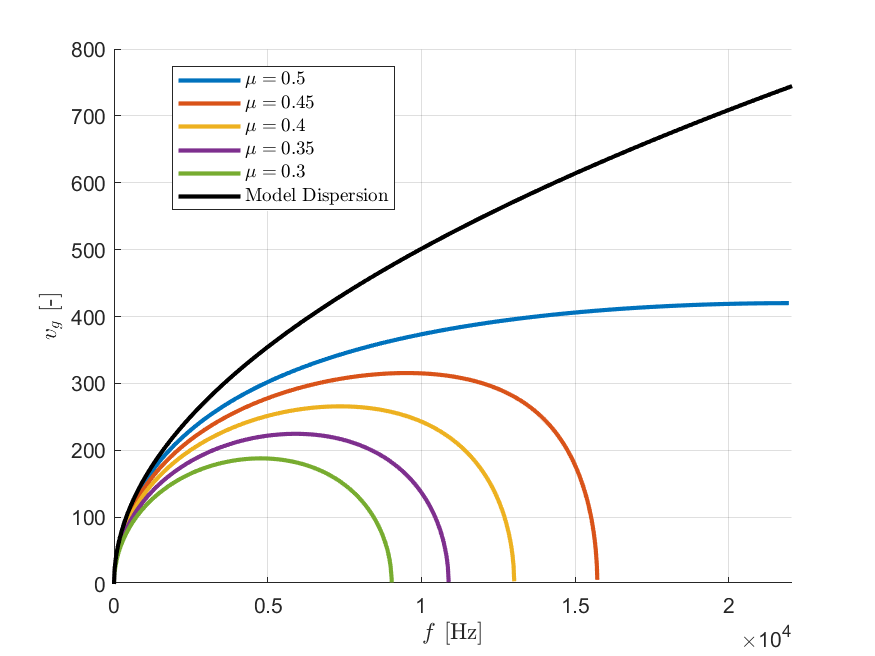 800
700
600
500
400
300
200
100
0
v_g [-]
μ = 0.5
μ = 0.45
μ = 0.4
μ = 0.35
μ = 0.3
Model Dispersion
0 0.5 1 1.5 2
×10^4
f [Hz]